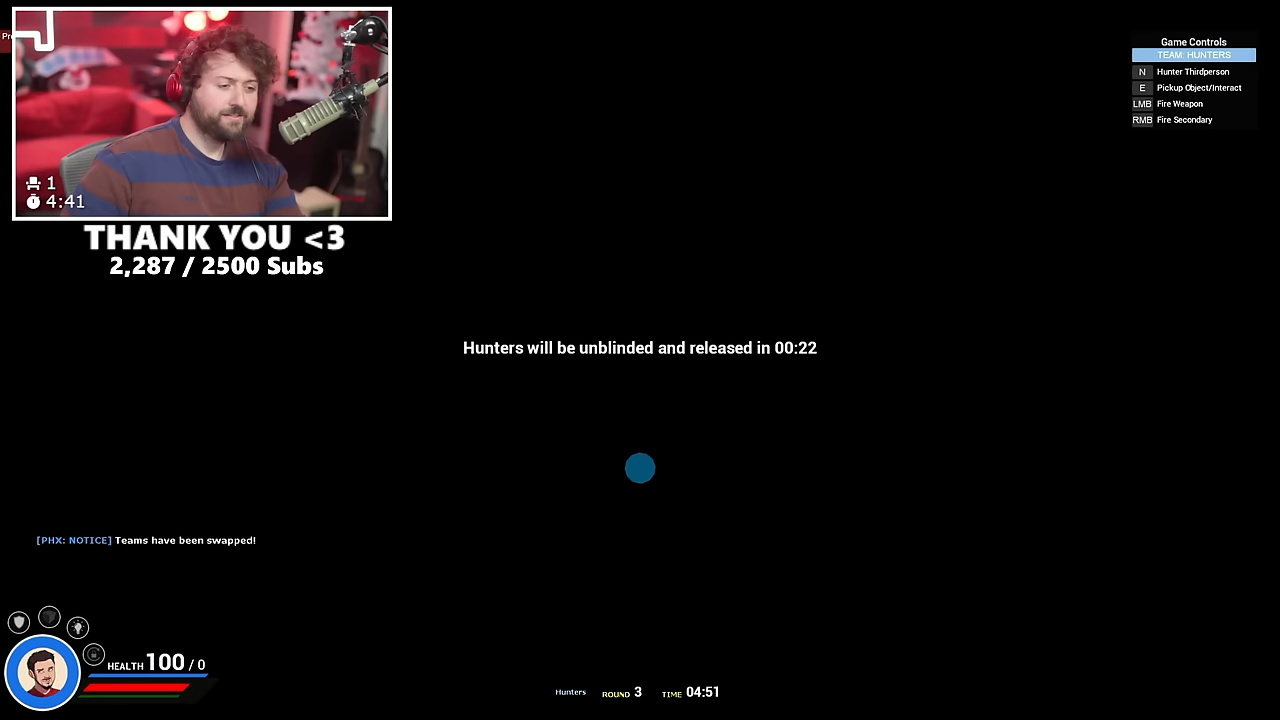 Pr
1
4:41
THANK YOU <3
2,287 / 2500 Subs
Game Controls
TEAM: HUNTERS
N Hunter Thirdperson
E Pickup Object/Interact
LMB Fire Weapon
RMB Fire Secondary
Hunters will be unblinded and released in 00:22
[PHX: NOTICE] Teams have been swapped!
HEALTH 100 / 0
Hunters ROUND 3 TIME 04:51